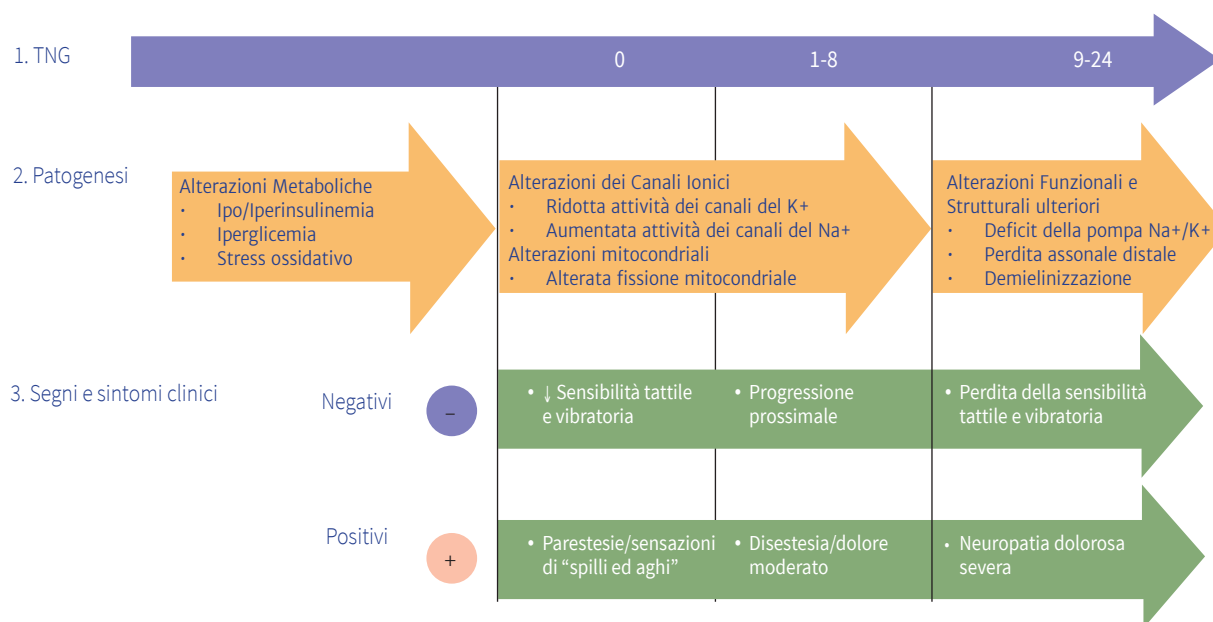 1. TNG
0
1-8
9-24
2. Patogenesi
Alterazioni Metaboliche
• Ipo/Iperinsulinemia
• Iperglicemia
• Stress ossidativo
Alterazioni dei Canali Ionici
• Ridotta attività dei canali del K+
• Aumentata attività dei canali del Na+
Alterazioni mitocondriali
• Alterata fissione mitocondriale
Alterazioni Funzionali e
Strutturali ulteriori
• Deficit della pompa Na+/K+
• Perdita assonale distale
• Demielinizzazione
3. Segni e sintomi clinici
Negativi
–
• ↓ Sensibilità tattile
e vibratoria
• Progressione
prossimale
• Perdita della sensibilità
tattile e vibratoria
Positivi
+
• Parestesie/sensazioni
di “spilli ed aghi”
• Disestesia/dolore
moderato
• Neuropatia dolorosa
severa